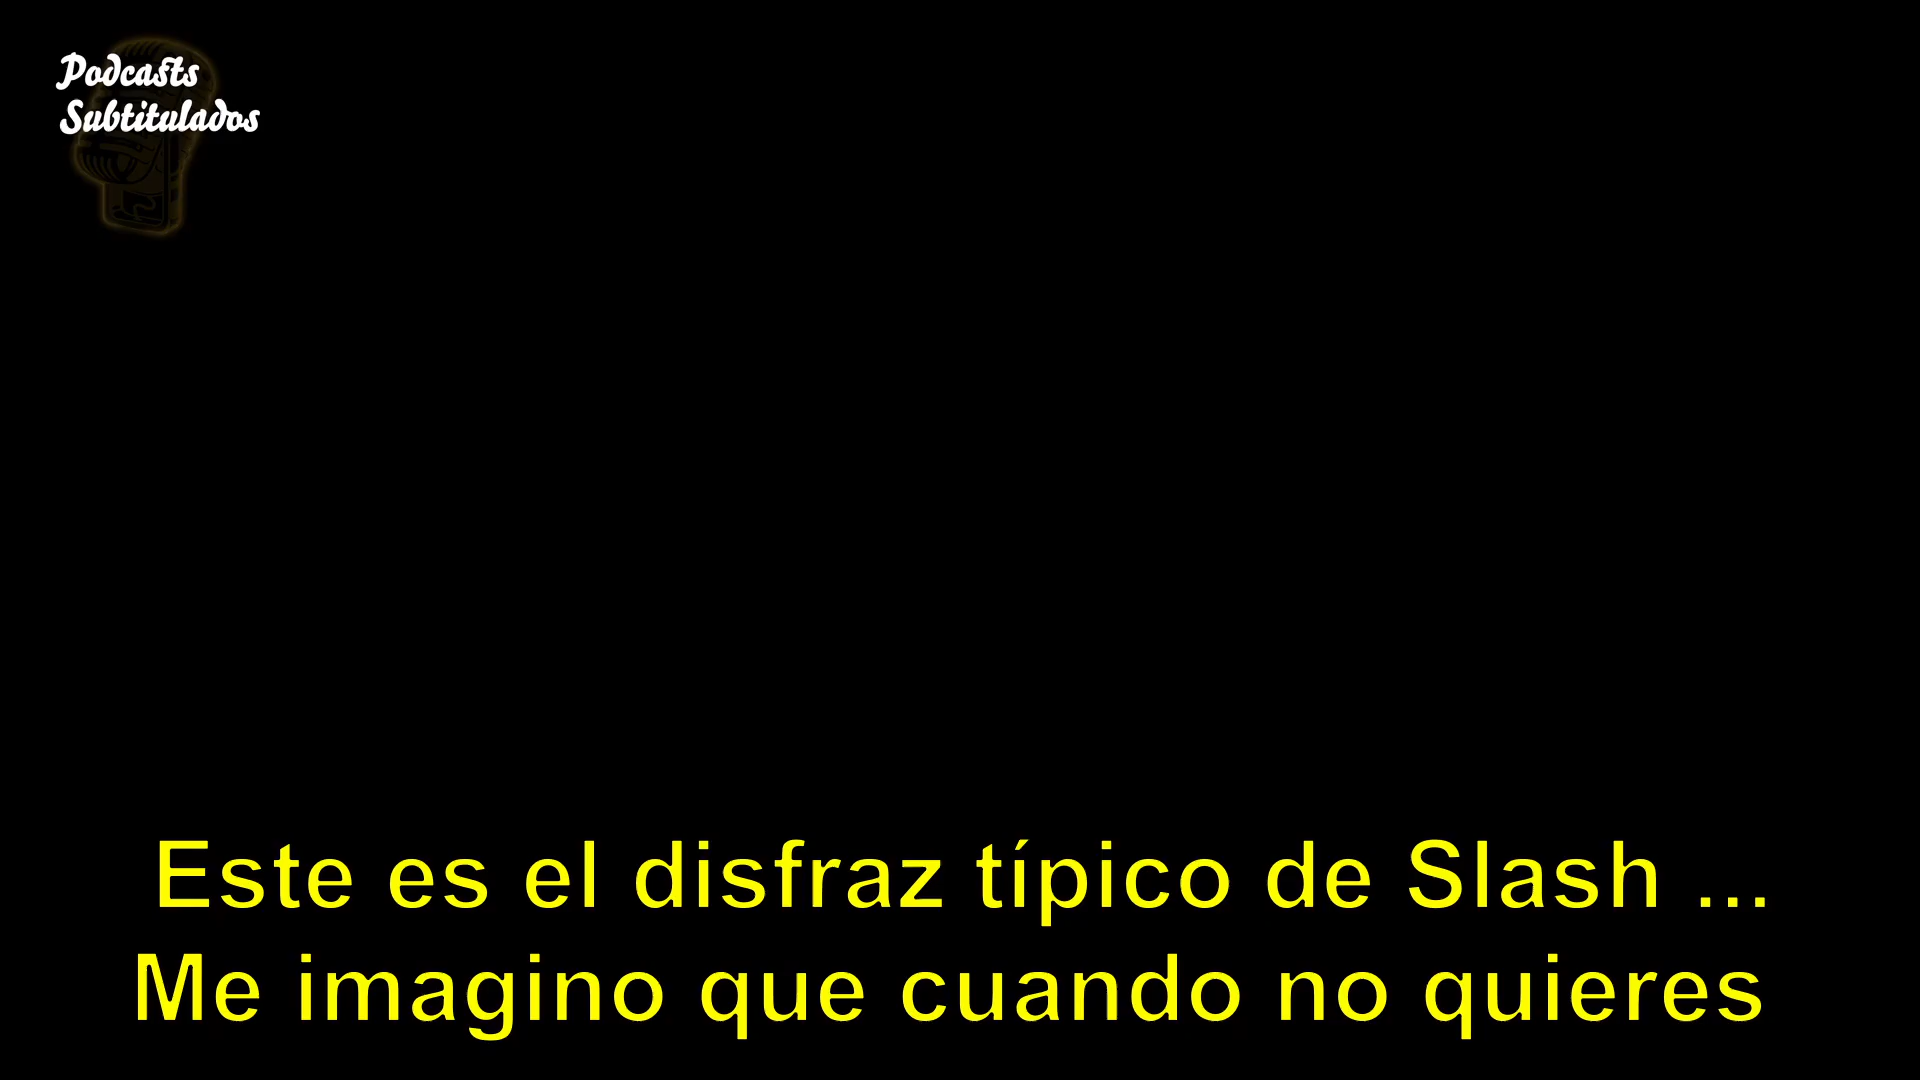 Podcasts
Subtitulados
Este es el disfraz típico de Slash ...
Me imagino que cuando no quieres